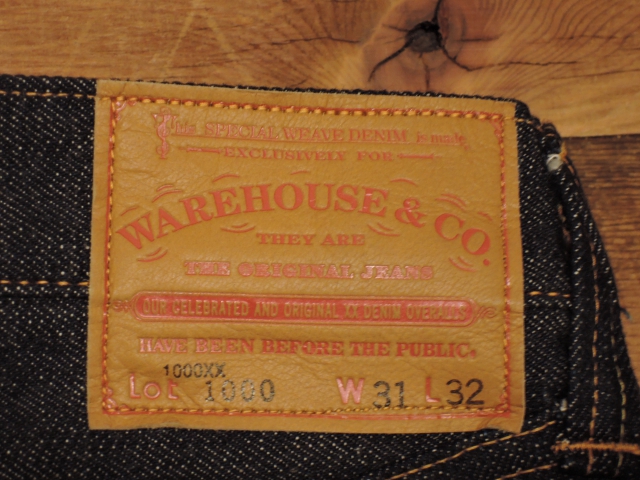 The SPECIAL WEAVE DENIM is made
EXCLUSIVELY FOR
WAREHOUSE & CO.
THEY ARE
THE ORIGINAL JEANS
OUR CELEBRATED AND ORIGINAL XX DENIM OVERALLS
HAVE BEEN BEFORE THE PUBLIC.
1000XX
Lot 1000 W 31 L 32